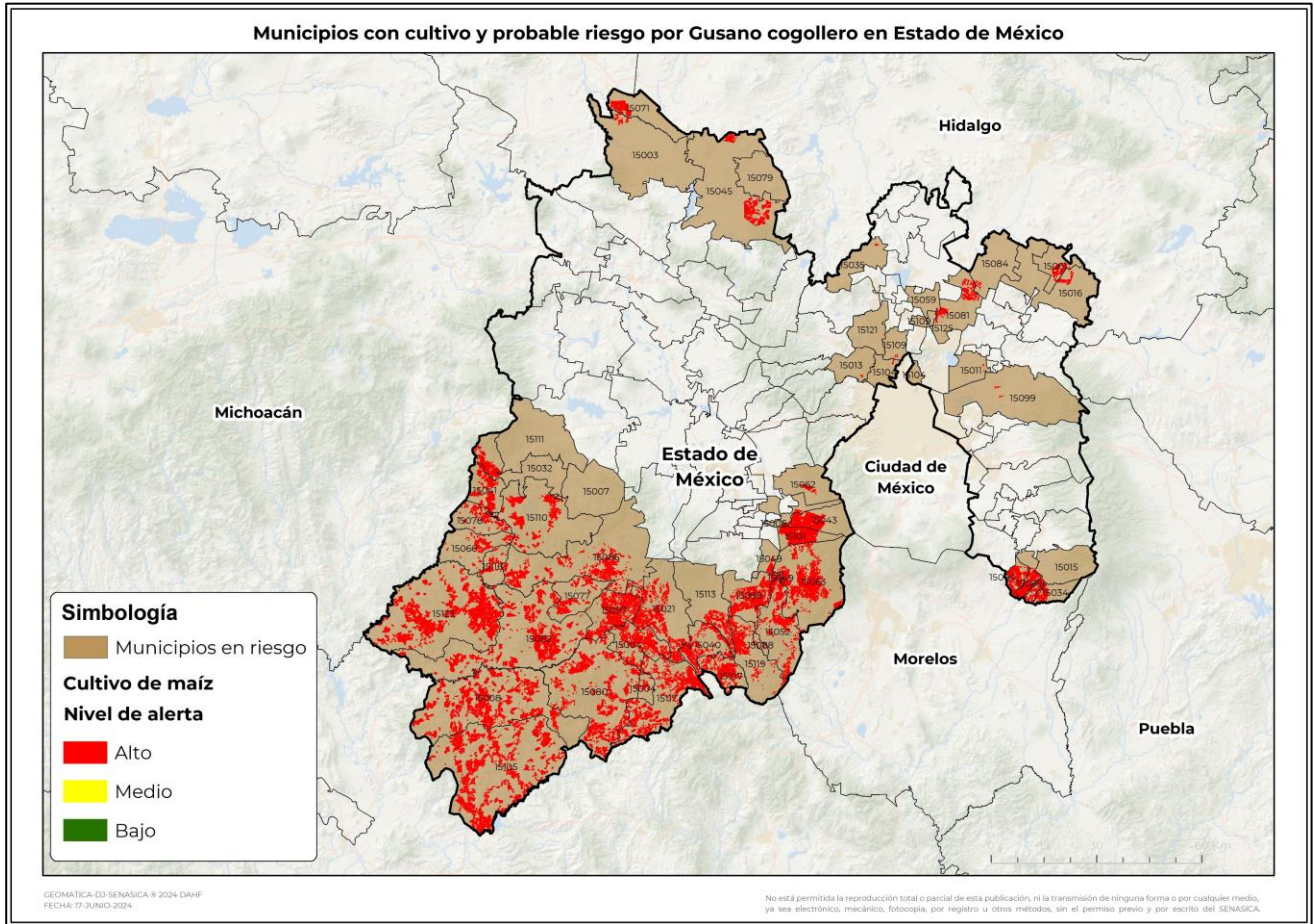 Municipios con cultivo y probable riesgo por Gusano cogollero en Estado de México
Hidalgo
15071
15003
15079
15045
15035
15084
15016
15059
15081
15125
15121
15109
15013
15104
15011
15099
Michoacán
Estado de
México
Ciudad de
México
15111
15032
15007
15110
15062
15043
15015
15034
15113
15021
15077
15040
15119
15080
15105
Morelos
Puebla
Simbología
Municipios en riesgo
Cultivo de maíz
Nivel de alerta
Alto
Medio
Bajo
GEOMATICA-DJ-SENASICA ® 2024 DAHF
FECHA: 17-JUNIO-2024
No está permitida la reproducción total o parcial de esta publicación, ni la transmisión de ninguna forma o por cualquier medio,
ya sea electrónico, mecánico, fotocopia, por registro u otros métodos, sin el permiso previo y por escrito del SENASICA.